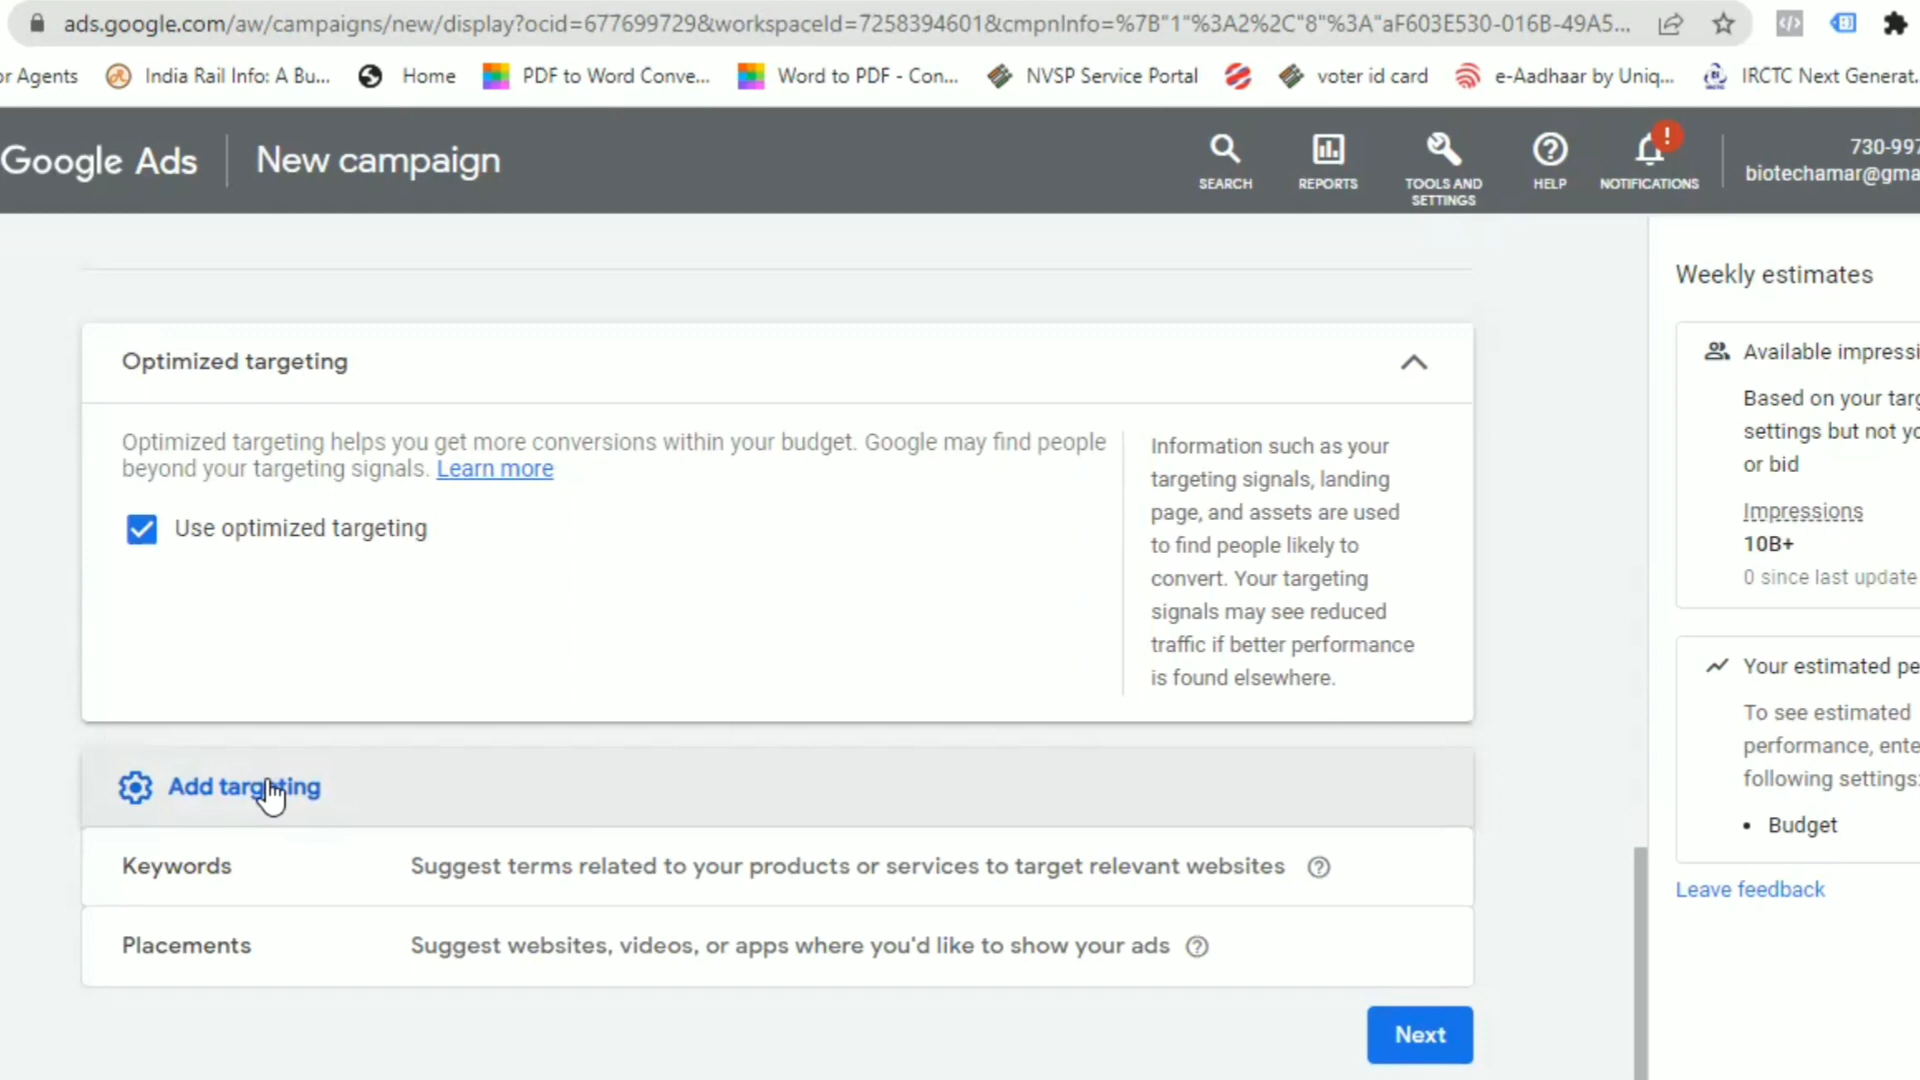 ads.google.com/aw/campaigns/new/display?ocid=677699729&workspaceId=7258394601&cmpnInfo=%7B"1"%3A2%2C"8"%3A"aF603E530-016B-49A5...
or Agents India Rail Info: A Bu... Home PDF to Word Conve... Word to PDF - Con... NVSP Service Portal voter id card e-Aadhaar by Uniq... IRCTC Next Generat..
Google Ads New campaign
SEARCH REPORTS TOOLS AND SETTINGS HELP NOTIFICATIONS
730-997
biotechamar@gma
Optimized targeting
Optimized targeting helps you get more conversions within your budget. Google may find people
beyond your targeting signals. Learn more
Use optimized targeting
Information such as your
targeting signals, landing
page, and assets are used
to find people likely to
convert. Your targeting
signals may see reduced
traffic if better performance
is found elsewhere.
Add targeting
Keywords Suggest terms related to your products or services to target relevant websites
Placements Suggest websites, videos, or apps where you'd like to show your ads
Next
Weekly estimates
Available impressi
Based on your targ
settings but not yo
or bid
Impressions
10B+
0 since last update
Your estimated pe
To see estimated
performance, ente
following settings:
• Budget
Leave feedback